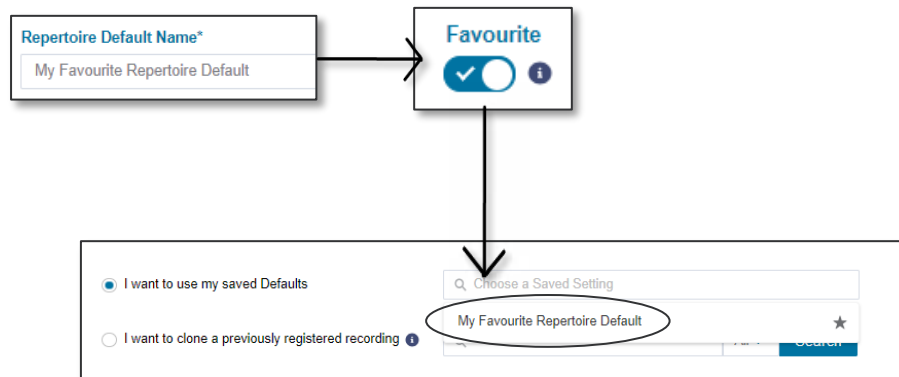 Repertoire Default Name*
My Favourite Repertoire Default
Favourite
I want to use my saved Defaults
Choose a Saved Setting
My Favourite Repertoire Default
I want to clone a previously registered recording